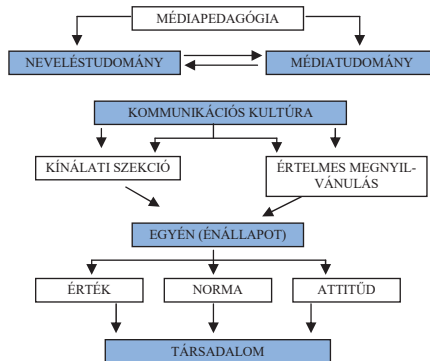 MÉDIAPEDAGÓGIA
NEVELÉSTUDOMÁNY
MÉDIATUDOMÁNY
KOMMUNIKÁCIÓS KULTÚRA
KÍNÁLATI SZEKCIÓ
ÉRTELMES MEGNYIL-
VÁNULÁS
EGYÉN (ÉNÁLLAPOT)
ÉRTÉK
NORMA
ATTITŰD
TÁRSADALOM